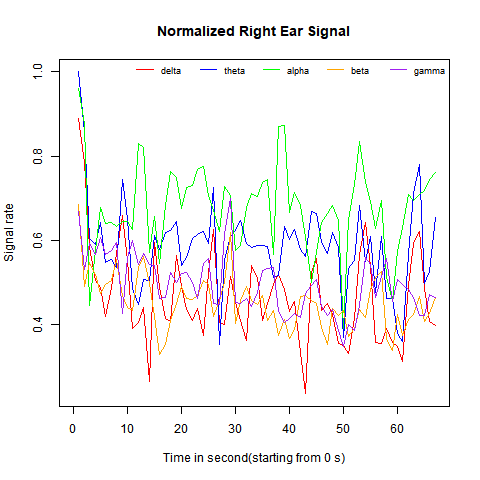 Normalized Right Ear Signal
delta theta alpha beta gamma
1.0
0.8
0.6
0.4
Signal rate
0 10 20 30 40 50 60
Time in second(starting from 0 s)